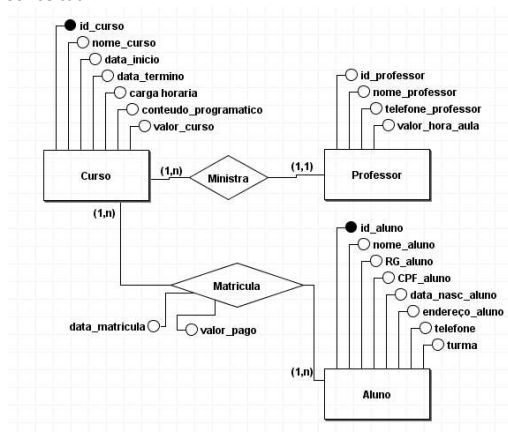 id_curso
nome_curso
data_inicio
data_termino
carga horaria
conteudo_programatico
valor_curso
id_professor
nome_professor
telefone_professor
valor_hora_aula
Curso
(1,n)
Ministra
(1,1)
Professor
(1,n)
id_aluno
nome_aluno
RG_aluno
CPF_aluno
data_nasc_aluno
endereço_aluno
telefone
turma
Matricula
data_matricula
valor_pago
(1,n)
Aluno